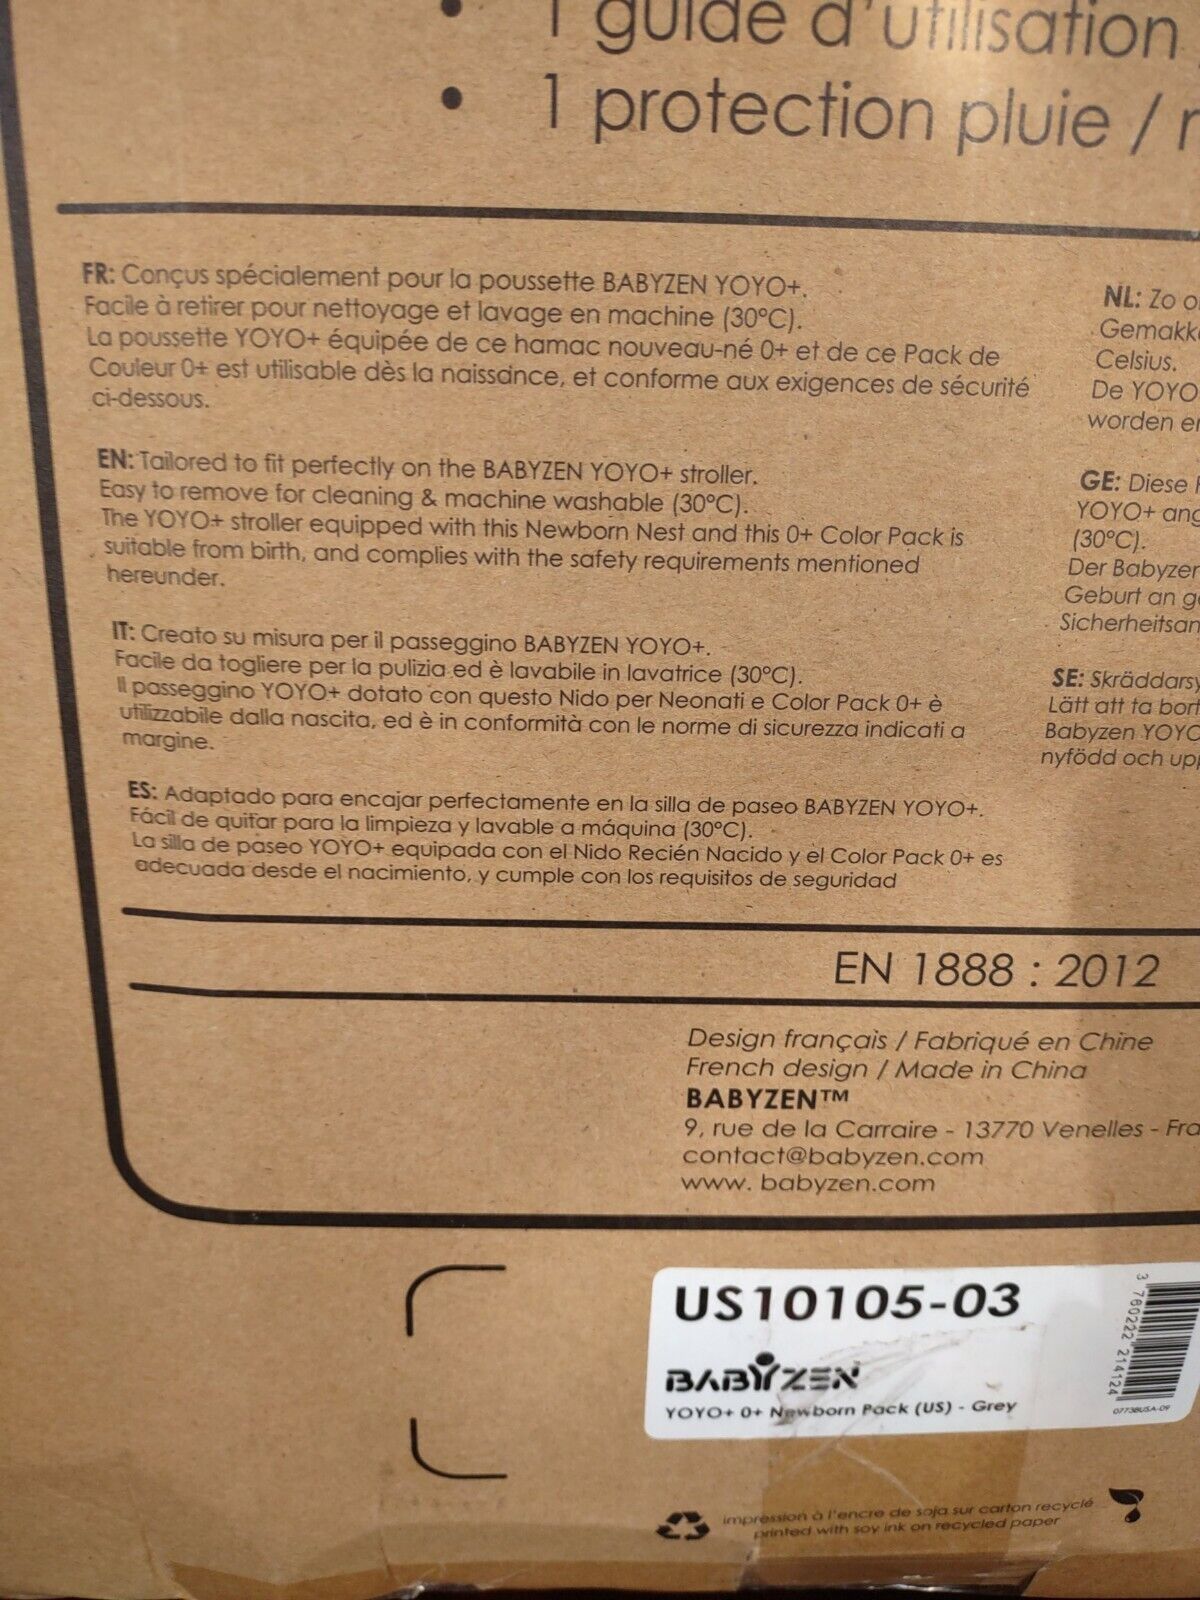 • 1 guide d'utilisation
• 1 protection pluie /
FR: Conçus spécialement pour la poussette BABYZEN YOYO+.
Facile à retirer pour nettoyage et lavage en machine (30°C).
La poussette YOYO+ équipée de ce hamac nouveau-né 0+ et de ce Pack de
Couleur 0+ est utilisable dès la naissance, et conforme aux exigences de sécurité
ci-dessous.
EN: Tailored to fit perfectly on the BABYZEN YOYO+ stroller.
Easy to remove for cleaning & machine washable (30°C).
The YOYO+ stroller equipped with this Newborn Nest and this 0+ Color Pack is
suitable from birth, and complies with the safety requirements mentioned
hereunder.
IT: Creato su misura per il passeggino BABYZEN YOYO+.
Facile da togliere per la pulizia ed è lavabile in lavatrice (30°C).
Il passeggino YOYO+ dotato con questo Nido per Neonati e Color Pack 0+ è
utilizzabile dalla nascita, ed è in conformità con le norme di sicurezza indicati a
margine.
ES: Adaptado para encajar perfectamente en la silla de paseo BABYZEN YOYO+.
Fácil de quitar para la limpieza y lavable a máquina (30°C).
La silla de paseo YOYO+ equipada con el Nido Recién Nacido y el Color Pack 0+ es
adecuada desde el nacimiento, y cumple con los requisitos de seguridad
NL: Zo
Celsius.
De YOYO
worden
GE: Diese
YOYO+
(30°C).
Der
Geburt an
SE:
Lätt att ta
Babyzen
nyfödd och
EN 1888 : 2012
Design français / Fabriqué en Chine
French design / Made in China
BABYZEN™
9, rue de la Carraire - 13770 Venelles -
contact@babyzen.com
www. babyzen.com
US10105-03
BABYZEN
YOYO+ 0+ Newborn Pack (US) - Grey
3 760222 214124
0773BUSA-09
impression à l'encre de soja sur carton recyclé
printed with soy ink on recycled paper